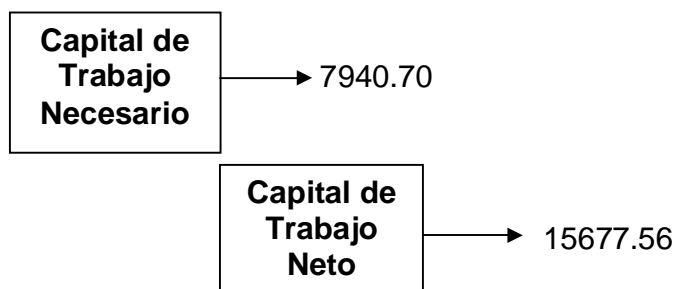 Capital de
Trabajo
Necesario
7940.70
Capital de
Trabajo
Neto
15677.56